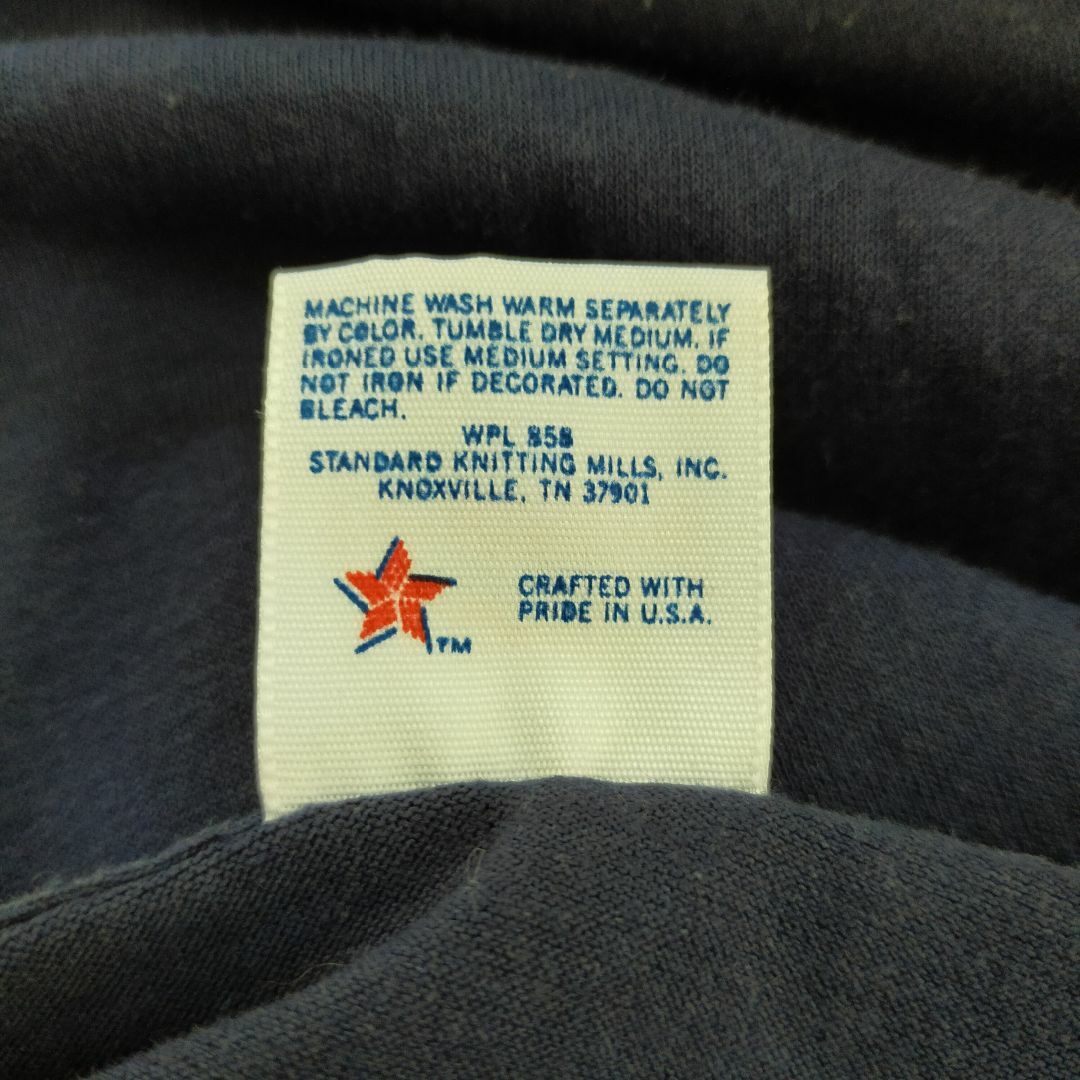 MACHINE WASH WARM SEPARATELY
BY COLOR. TUMBLE DRY MEDIUM. IF
IRONED USE MEDIUM SETTING. DO
NOT IRON IF DECORATED. DO NOT
BLEACH.
WPL 858
STANDARD KNITTING MILLS, INC.
KNOXVILLE, TN 37901
CRAFTED WITH
PRIDE IN U.S.A.
TM